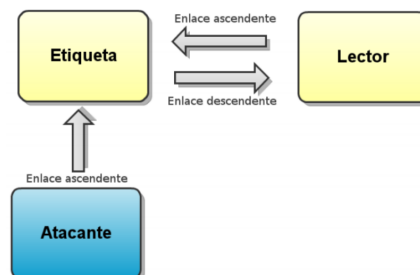 Enlace ascendente
Etiqueta
Lector
Enlace descendente
Enlace ascendente
Atacante